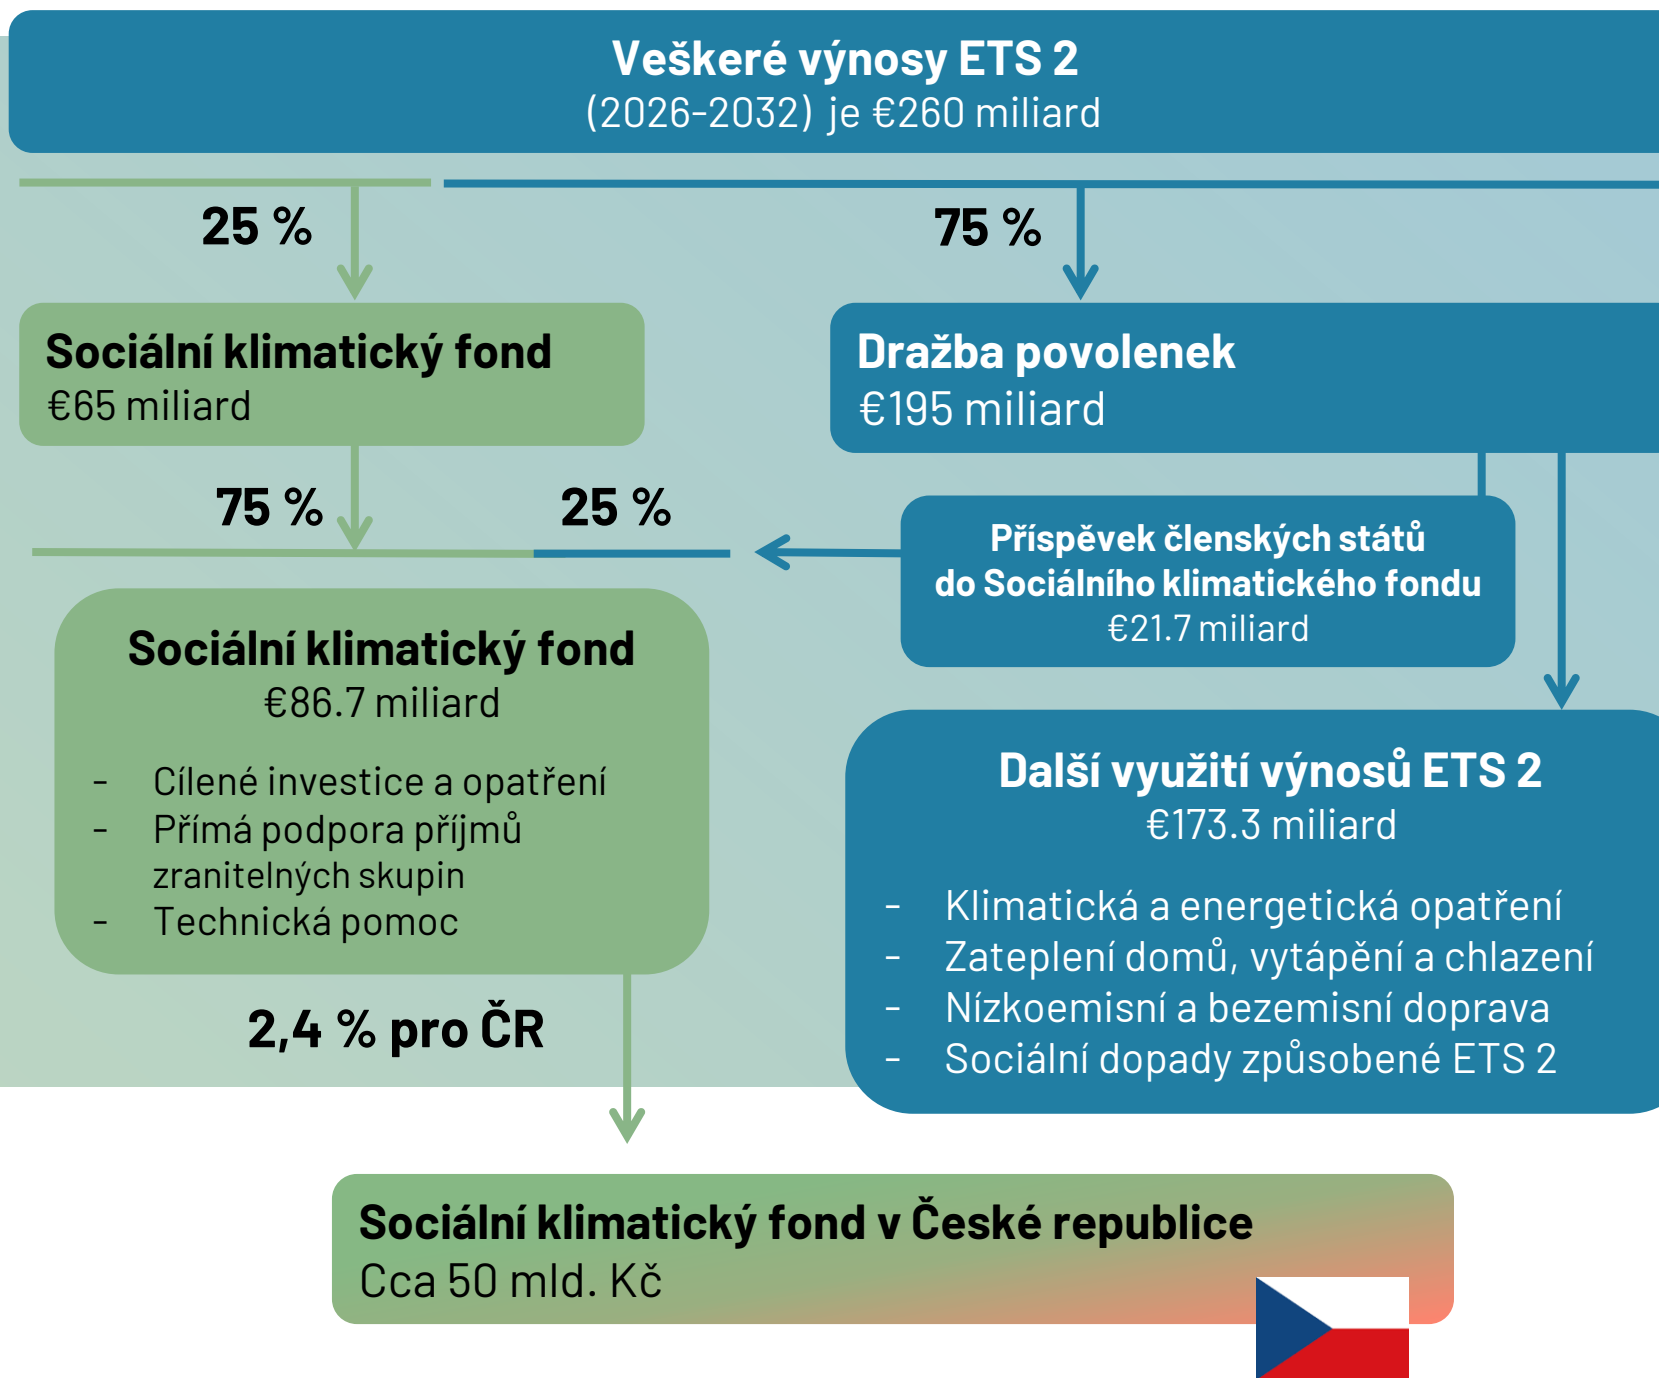 Veškeré výnosy ETS 2
(2026-2032) je €260 miliard
25 %
75 %
Sociální klimatický fond
€65 miliard
Dražba povolenek
€195 miliard
75 %
25 %
Příspěvek členských států
do Sociálního klimatického fondu
€21.7 miliard
Sociální klimatický fond
€86.7 miliard
- Cílené investice a opatření
- Přímá podpora příjmů
zranitelných skupin
- Technická pomoc
Další využití výnosů ETS 2
€173.3 miliard
- Klimatická a energetická opatření
- Zateplení domů, vytápění a chlazení
- Nízkoemisní a bezemisní doprava
- Sociální dopady způsobené ETS 2
2,4 % pro ČR
Sociální klimatický fond v České republice
Cca 50 mld. Kč